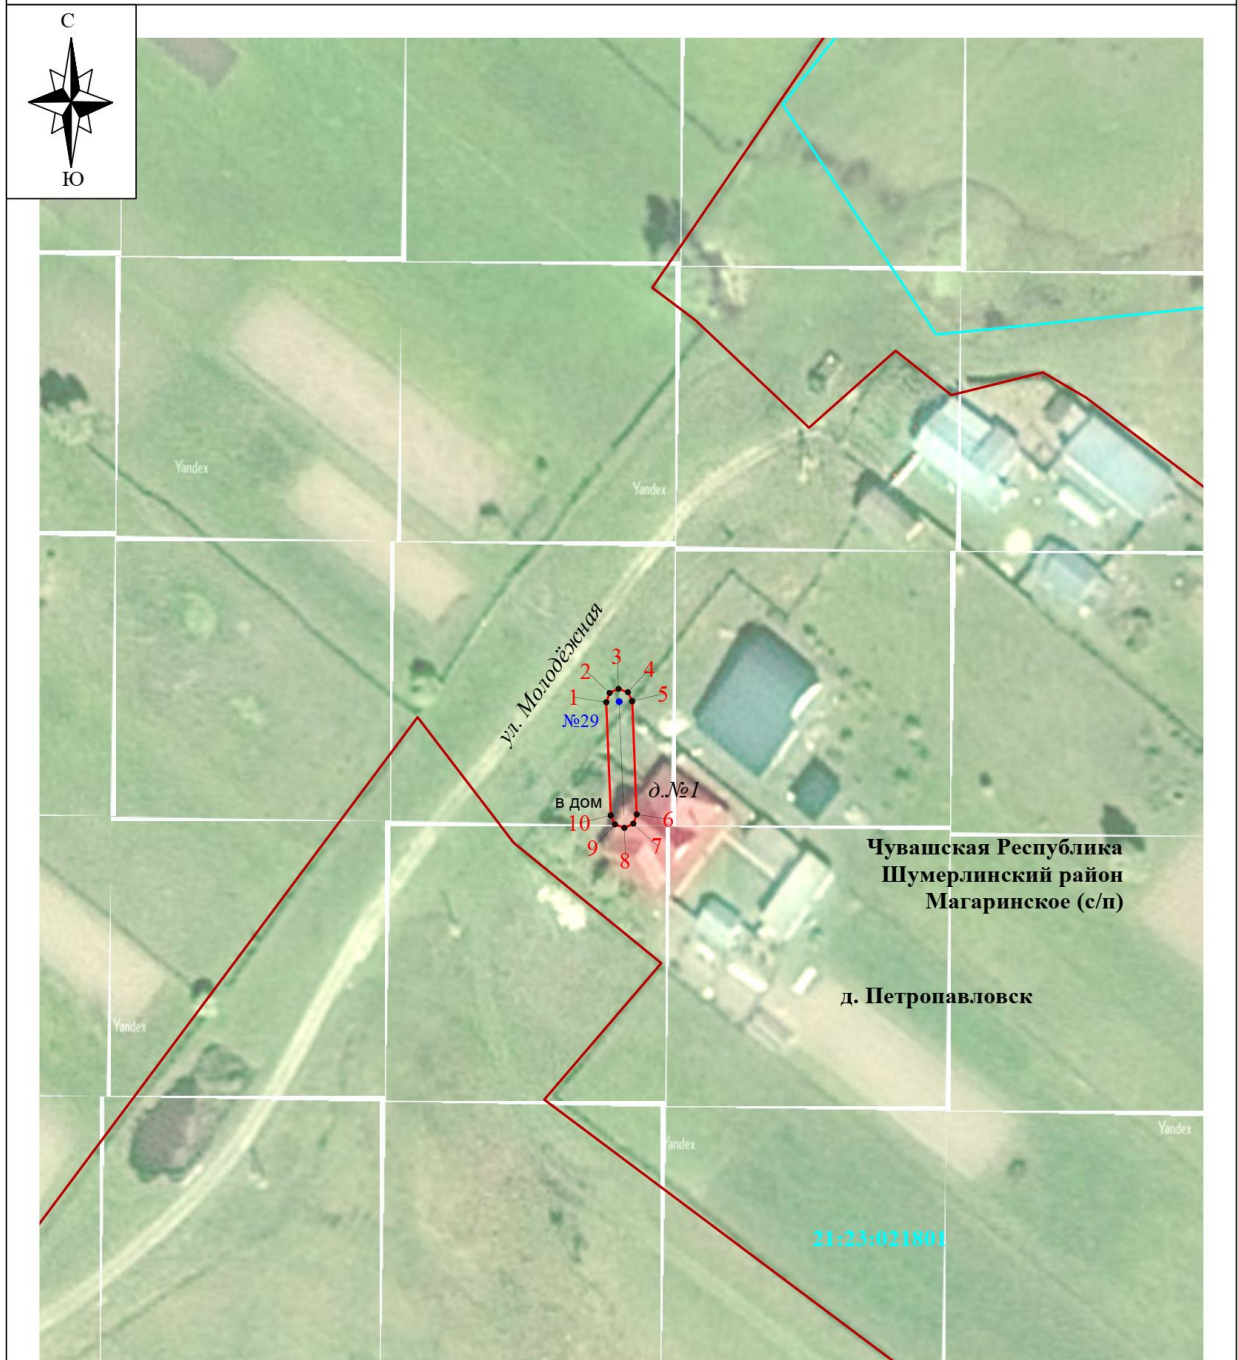 С
Ю
Yandex
Yandex
ул. Молодёжная
3
2
4
1
5
№29
д.№1
в дом
10
6
9
7
8
Чувашская Республика
Шумерлинский район
Магаринское (с/п)
д. Петропавловск
Yandex
Yandex
Yandex
21:23:021801